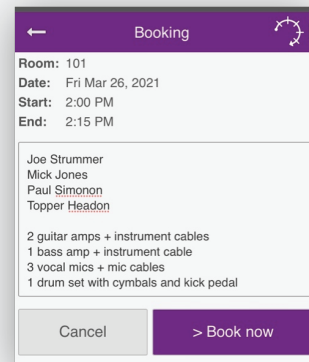 Booking
Room: 101
Date: Fri Mar 26, 2021
Start: 2:00 PM
End: 2:15 PM
Joe Strummer
Mick Jones
Paul Simonon
Topper Headon
2 guitar amps + instrument cables
1 bass amp + instrument cable
3 vocal mics + mic cables
1 drum set with cymbals and kick pedal
Cancel
> Book now